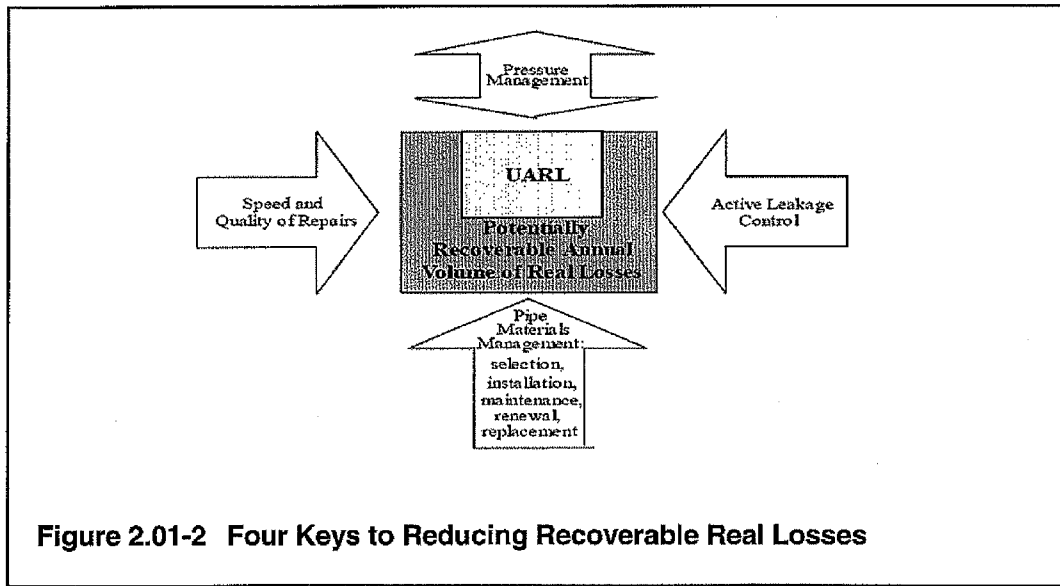 Pressure
Management
UARL
Speed and
Quality of Repairs
Active Leakage
Control
Potentially
Recoverable Annual
Volume of Real Losses
Pipe
Materials
Management:
selection,
installation,
maintenance,
renewal,
replacement
Figure 2.01-2 Four Keys to Reducing Recoverable Real Losses